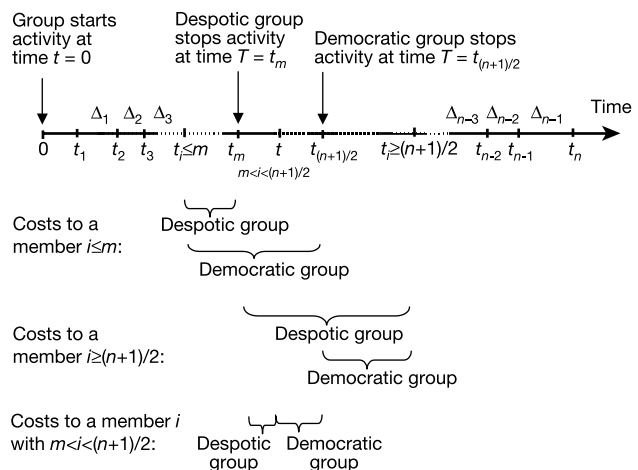 Group starts
activity at
time t = 0
Despotic group
stops activity
at time T = tₘ
Democratic group stops
activity at time T = t₍ₙ₊₁₎/₂
Δ₁ Δ₂ Δ₃ Δₙ₋₃ Δₙ₋₂ Δₙ₋₁ Time
0 t₁ t₂ t₃ tᵢ≤m tₘ t t₍ₙ₊₁₎/₂ tᵢ≥(n+1)/2 tₙ₋₂ tₙ₋₁ tₙ
m<i<(n+1)/2
Costs to a
member i≤m:
Despotic group
Democratic group
Costs to a
member i≥(n+1)/2:
Despotic group
Democratic group
Costs to a member i
with m<i<(n+1)/2:
Despotic
group
Democratic
group